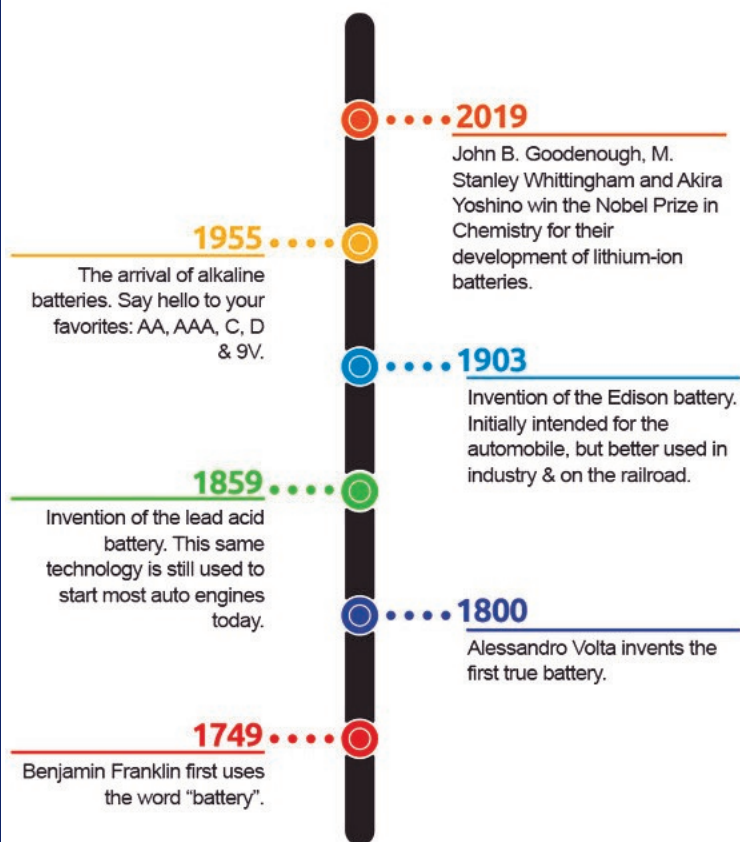 2019
John B. Goodenough, M.
Stanley Whittingham and Akira
Yoshino win the Nobel Prize in
Chemistry for their
development of lithium-ion
batteries.
1955
The arrival of alkaline
batteries. Say hello to your
favorites: AA, AAA, C, D
& 9V.
1903
Invention of the Edison battery.
Initially intended for the
automobile, but better used in
industry & on the railroad.
1859
Invention of the lead acid
battery. This same
technology is still used to
start most auto engines
today.
1800
Alessandro Volta invents the
first true battery.
1749
Benjamin Franklin first uses
the word “battery”.